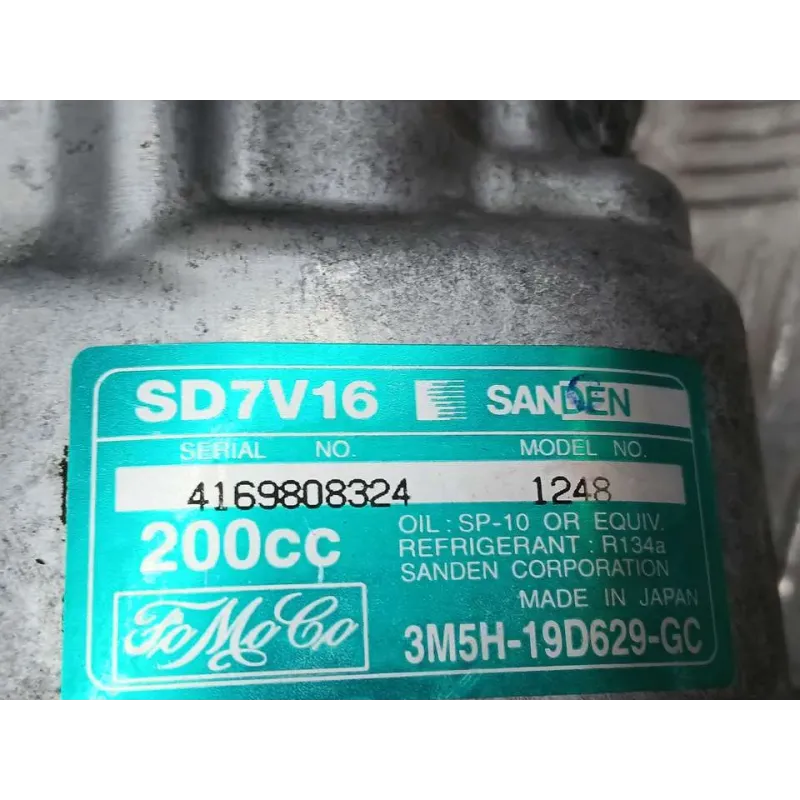 SD7V16 SANDEN
SERIAL NO. MODEL NO.
4169808324 1248
200cc
OIL : SP-10 OR EQUIV.
REFRIGERANT : R134a
SANDEN CORPORATION
MADE IN JAPAN
FoMoCo
3M5H-19D629-GC